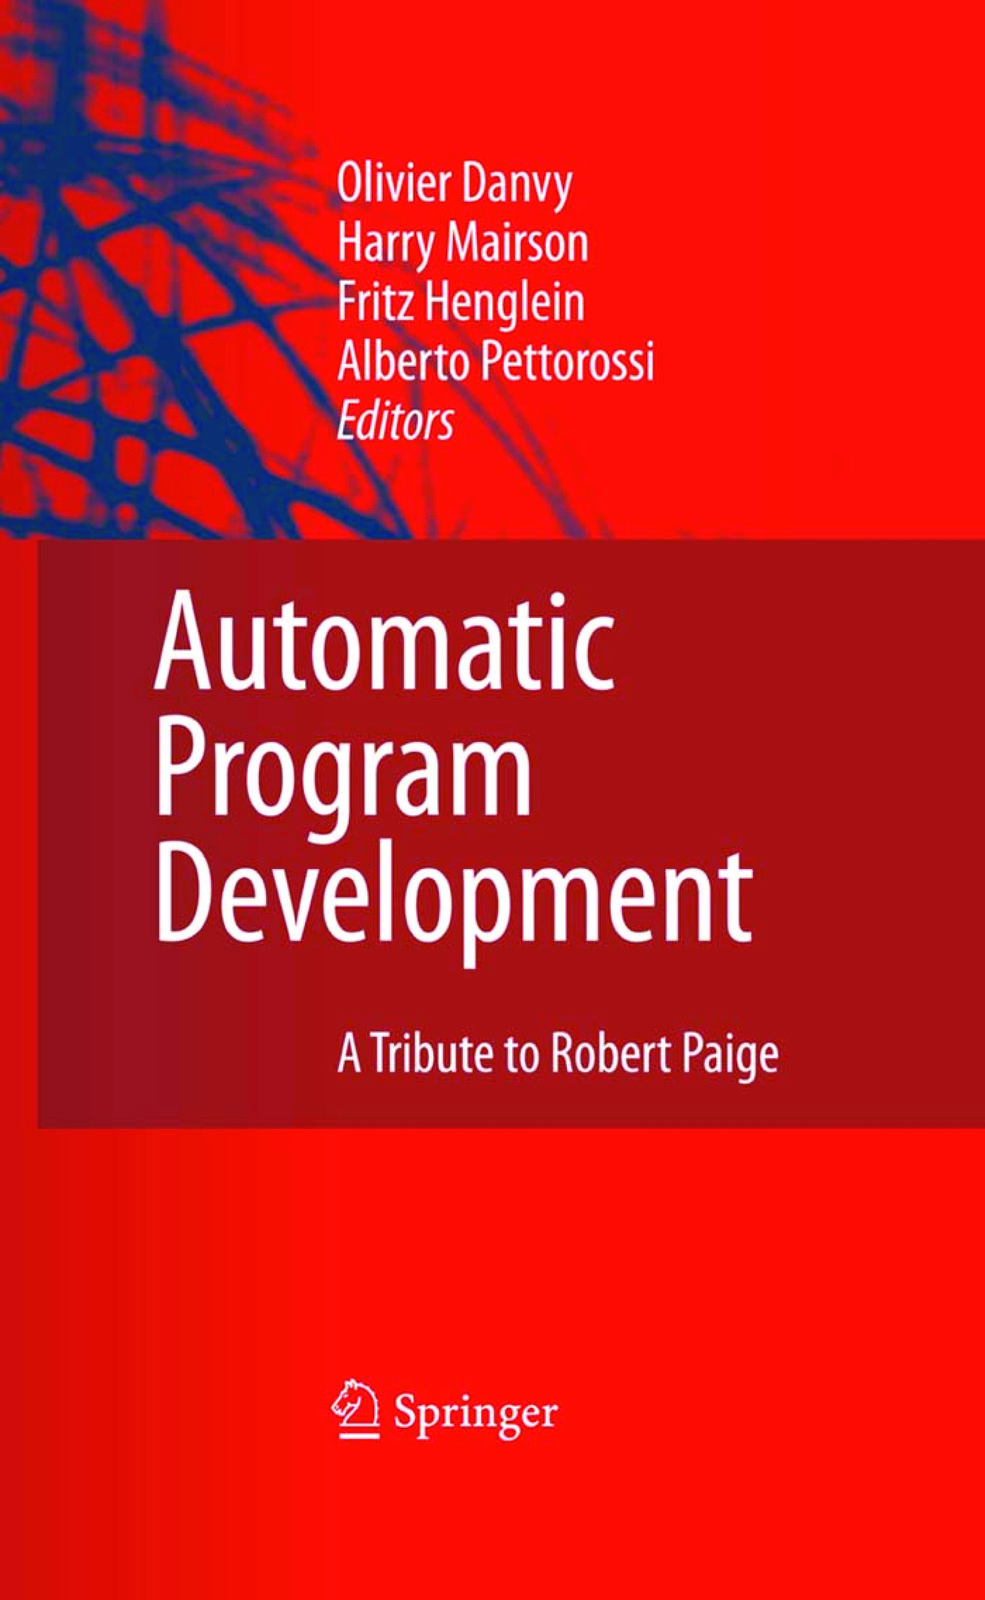 Olivier Danvy
Harry Mairson
Fritz Henglein
Alberto Pettorossi
Editors
Automatic
Program
Development
A Tribute to Robert Paige
Springer